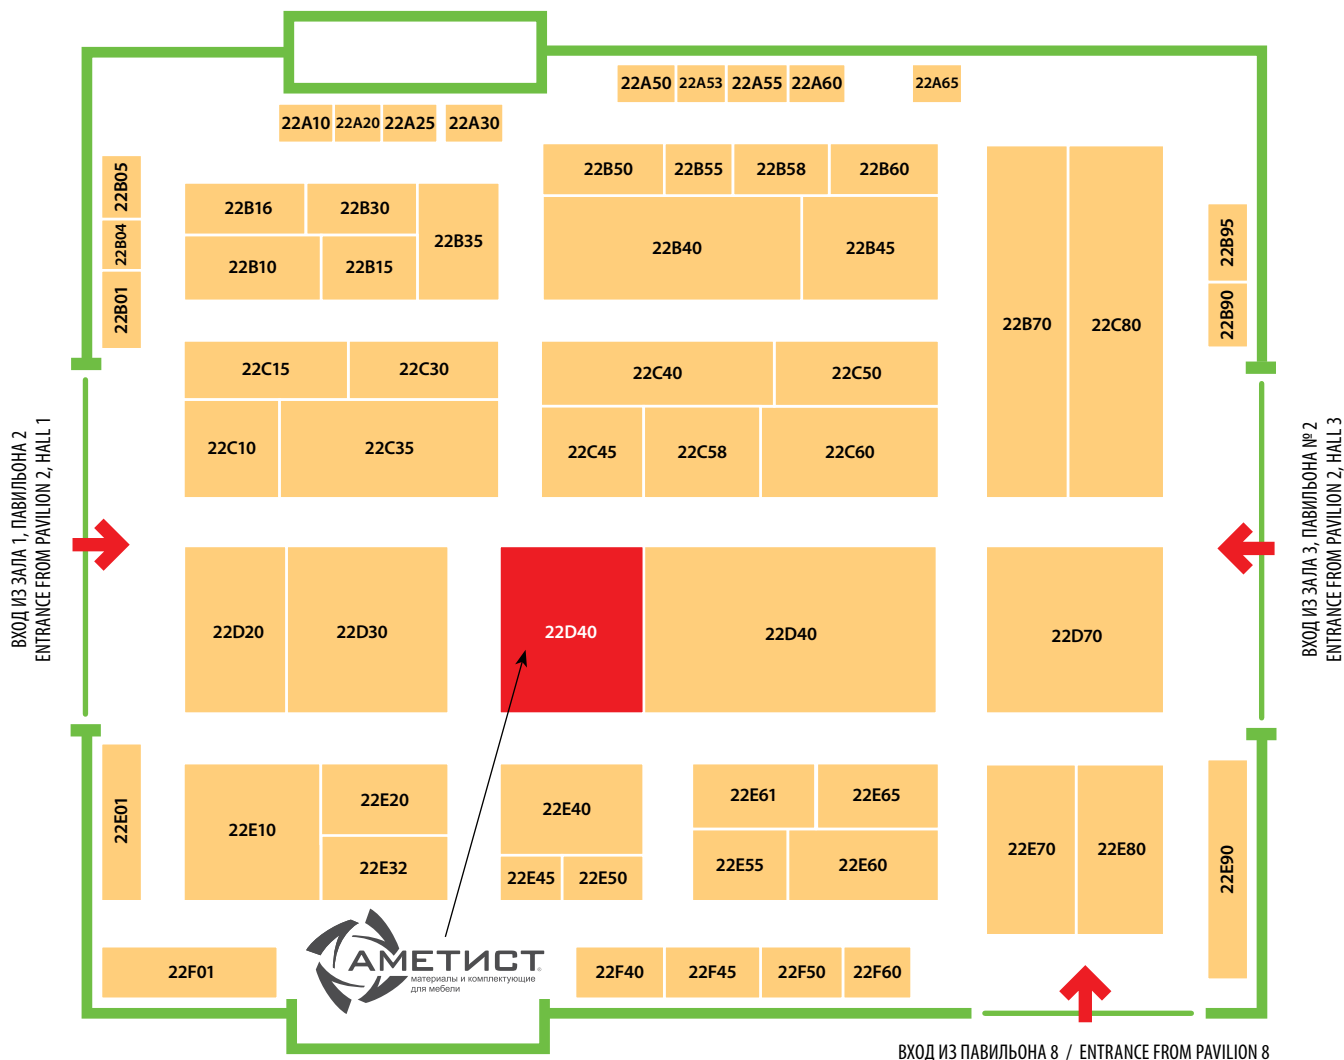 22A50 22A53 22A55 22A60 22A65
22A10 22A20 22A25 22A30
22B50 22B55 22B58 22B60
22B05
22B04
22B01
22B16 22B30
22B35
22B10 22B15
22B40 22B45
22B95
22B90
22B70 22C80
22C15 22C30
22C40 22C50
22C10 22C35
22C45 22C58 22C60
ВХОД ИЗ ЗАЛА 1, ПАВИЛЬОНА 2
ENTRANCE FROM PAVILION 2, HALL 1
ВХОД ИЗ ЗАЛА 3, ПАВИЛЬОНА № 2
ENTRANCE FROM PAVILION 2, HALL 3
22D20 22D30 22D40 22D40 22D70
22E01
22E10
22E20
22E32
22E40
22E45 22E50
22E61 22E65
22E55 22E60
22E70 22E80
22E90
22F01
АМЕТИСТ
материалы и комплектующие
для мебели
22F40 22F45 22F50 22F60
ВХОД ИЗ ПАВИЛЬОНА 8 / ENTRANCE FROM PAVILION 8